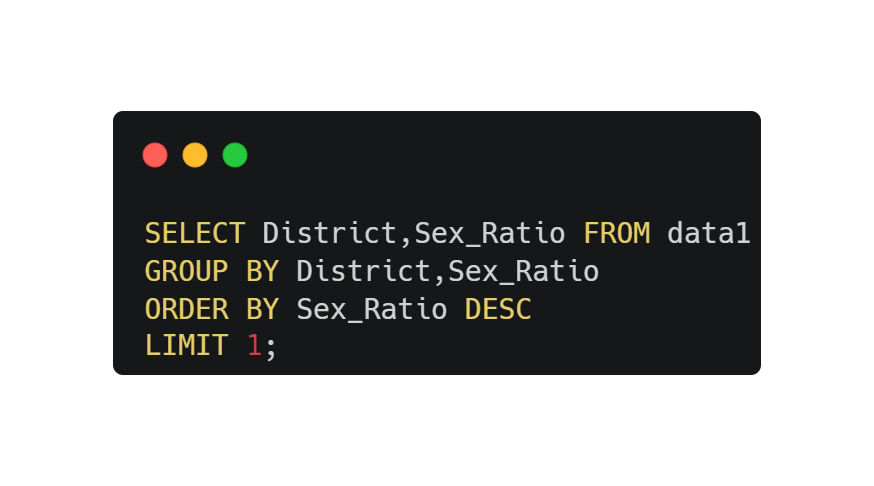 SELECT District,Sex_Ratio FROM data1
GROUP BY District,Sex_Ratio
ORDER BY Sex_Ratio DESC
LIMIT 1;